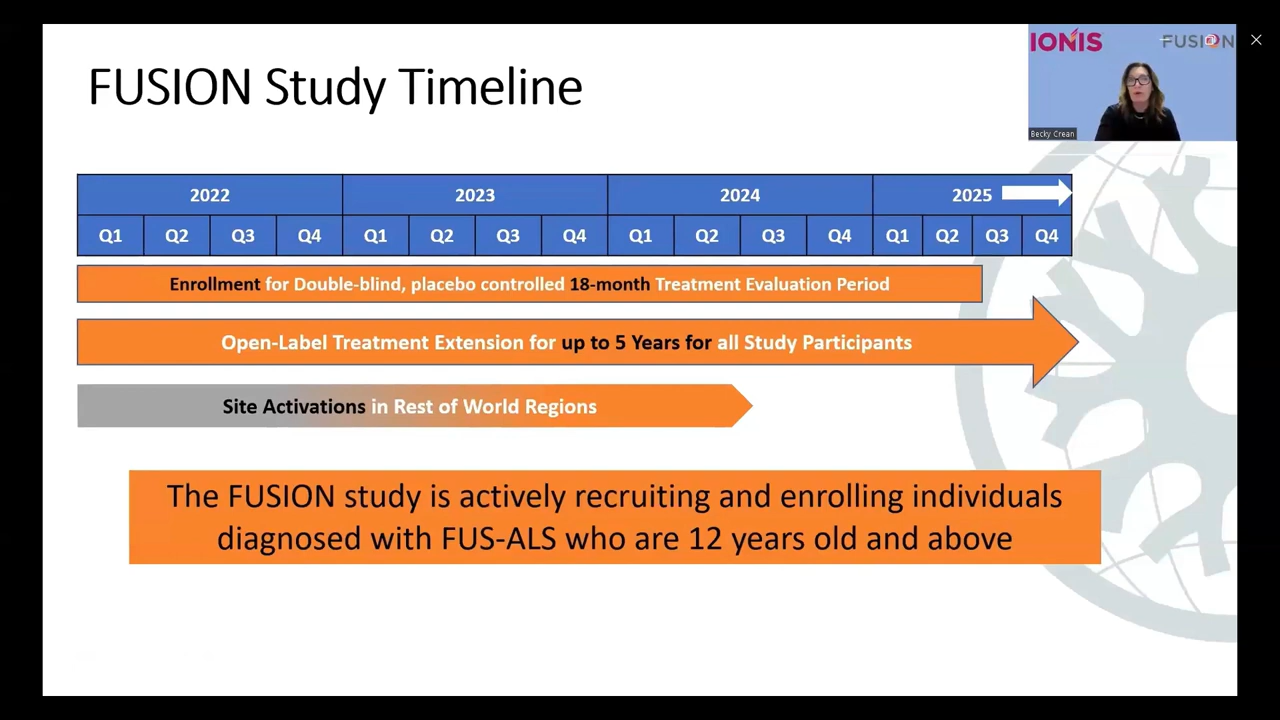 FUSION Study Timeline
IONIS
FUSION
Becky Crean
2022 2023 2024 2025
Q1 Q2 Q3 Q4 Q1 Q2 Q3 Q4 Q1 Q2 Q3 Q4 Q1 Q2 Q3 Q4
Enrollment for Double-blind, placebo controlled 18-month Treatment Evaluation Period
Open-Label Treatment Extension for up to 5 Years for all Study Participants
Site Activations in Rest of World Regions
The FUSION study is actively recruiting and enrolling individuals
diagnosed with FUS-ALS who are 12 years old and above